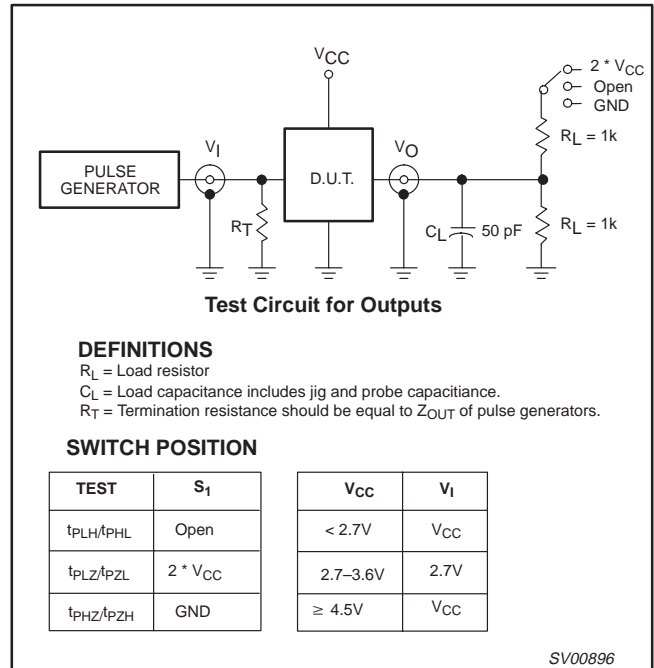 VCC
2 * VCC
Open
GND
RL = 1k
VI
VO
PULSE
GENERATOR
D.U.T.
RT
CL
50 pF
RL = 1k
Test Circuit for Outputs
DEFINITIONS
RL = Load resistor
CL = Load capacitance includes jig and probe capacitiance.
RT = Termination resistance should be equal to ZOUT of pulse generators.
SWITCH POSITION
TEST S1
tPLH/tPHL Open
tPLZ/tPZL 2 * VCC
tPHZ/tPZH GND
VCC VI
< 2.7V VCC
2.7–3.6V 2.7V
≥ 4.5V VCC
SV00896